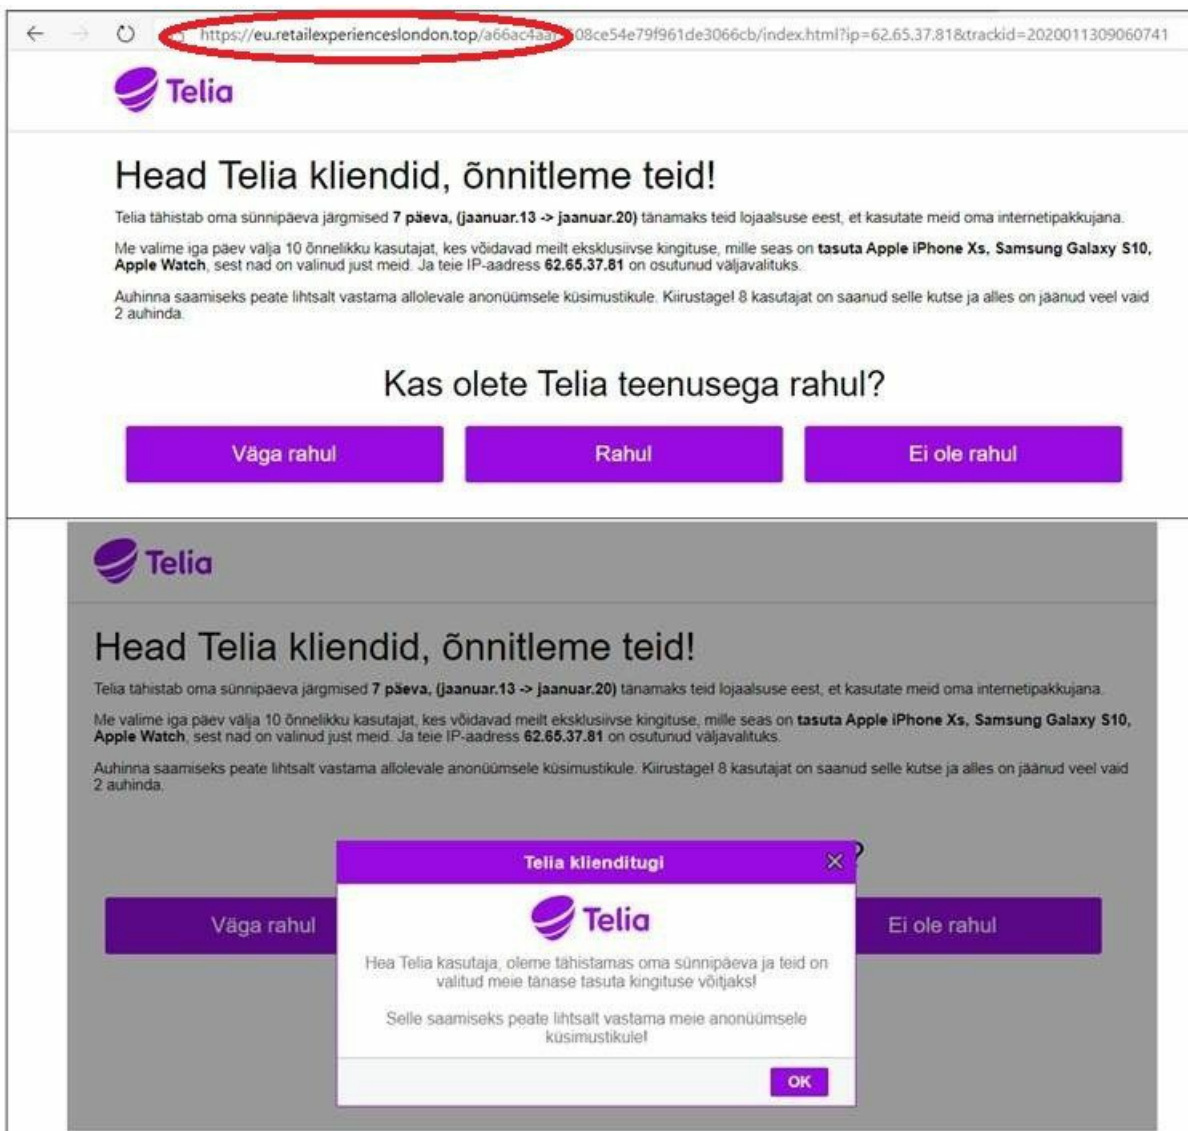 https://eu.retailexperienceslondon.top/a66ac4aa 08ce54e79f961de3066cb/index.html?ip=62.65.37.81&trackid=2020011309060741
Telia
Head Telia kliendid, õnnitleme teid!
Telia tähistab oma sünnipäeva järgmised 7 päeva, (jaanuar.13 -> jaanuar.20) tänamaks teid lojaalsuse eest, et kasutate meid oma internetipakkujana.
Me valime iga päev välja 10 õnnelikku kasutajat, kes võidavad meilt eksklusiivse kingituse, mille seas on tasuta Apple iPhone Xs, Samsung Galaxy S10,
Apple Watch, sest nad on valinud just meid. Ja teie IP-aadress 62.65.37.81 on osutunud väljavalituks.
Auhinna saamiseks peate lihtsalt vastama allolevale anonüümsele küsimustikule. Kiirustage! 8 kasutajat on saanud selle kutse ja alles on jäänud veel vaid
2 auhinda.
Kas olete Telia teenusega rahul?
Väga rahul
Rahul
Ei ole rahul
Telia
Head Telia kliendid, õnnitleme teid!
Telia tähistab oma sünnipäeva järgmised 7 päeva, (jaanuar.13 -> jaanuar.20) tänamaks teid lojaalsuse eest, et kasutate meid oma internetipakkujana.
Me valime iga päev välja 10 õnnelikku kasutajat, kes võidavad meilt eksklusiivse kingituse, mille seas on tasuta Apple iPhone Xs, Samsung Galaxy S10,
Apple Watch, sest nad on valinud just meid. Ja teie IP-aadress 62.65.37.81 on osutunud väljavalituks.
Auhinna saamiseks peate lihtsalt vastama allolevale anonüümsele küsimustikule. Kiirustage! 8 kasutajat on saanud selle kutse ja alles on jäänud veel vaid
2 auhinda.
?
Väga rahul
Ei ole rahul
Telia klienditugi
Telia
Hea Telia kasutaja, oleme tähistamas oma sünnipäeva ja teid on
valitud meie tänase tasuta kingituse võitjaks!
Selle saamiseks peate lihtsalt vastama meie anonüümsele
küsimustikule!
OK